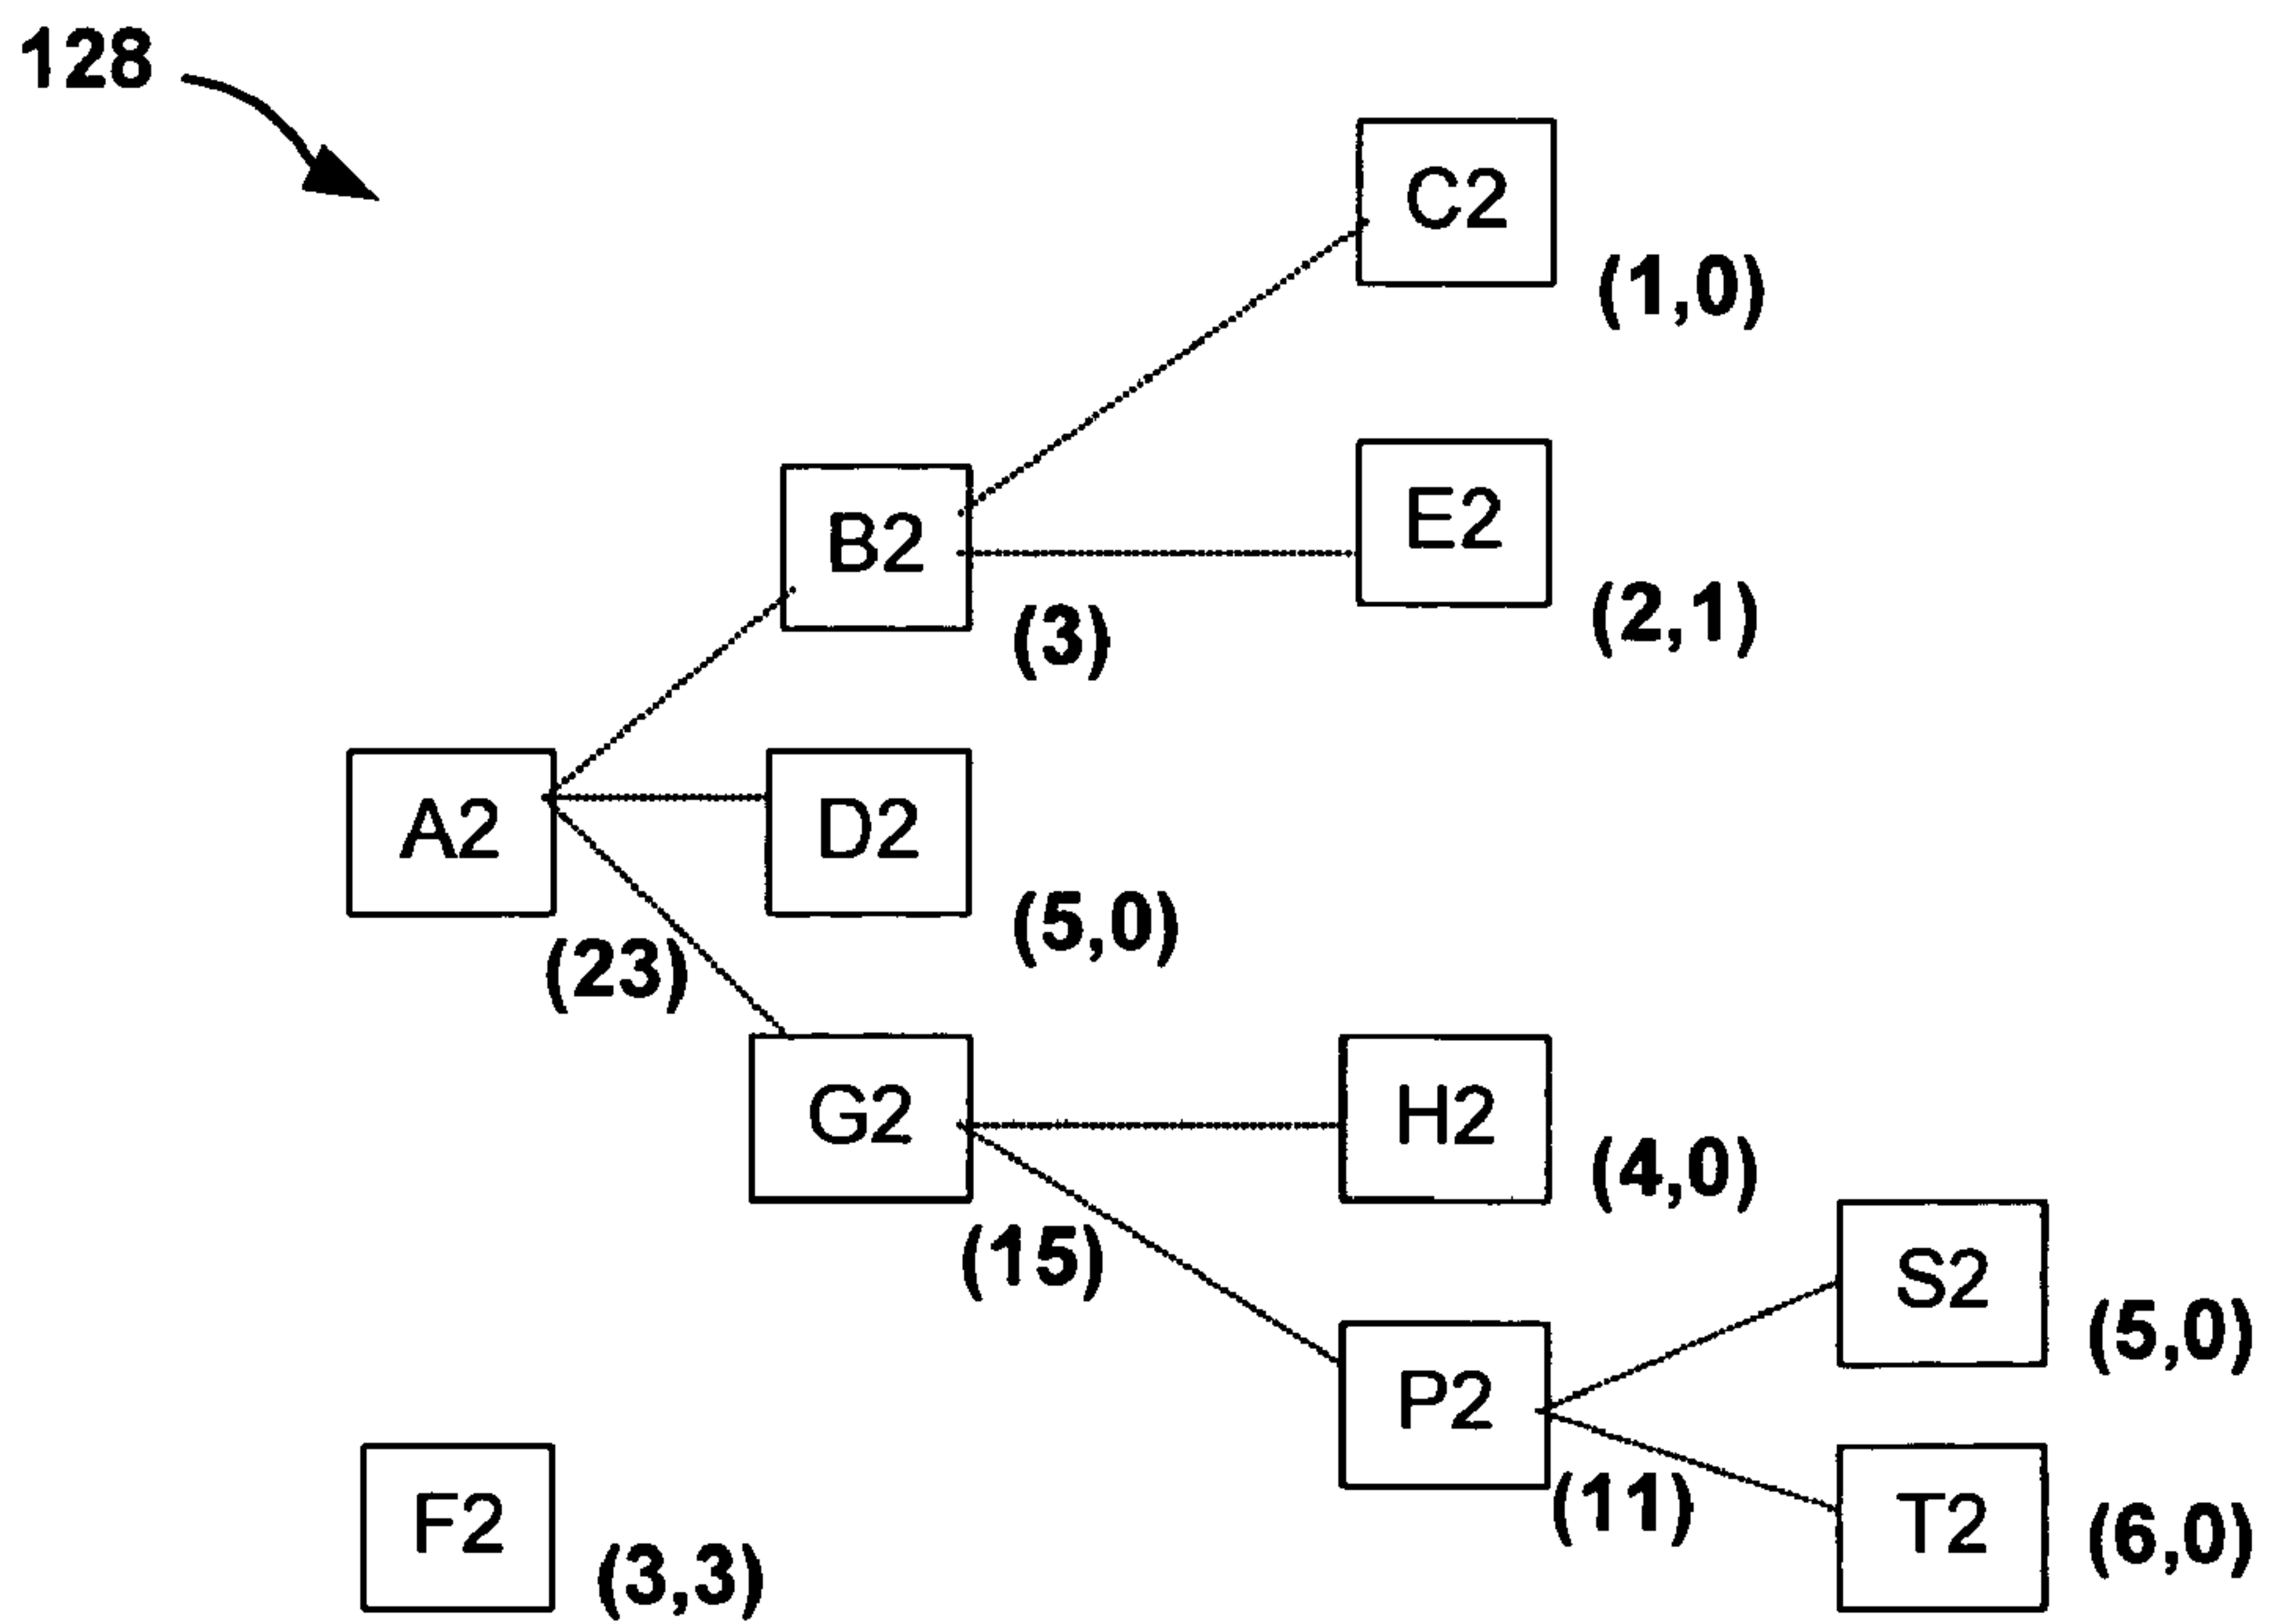 128
C2
(1,0)
B2
E2
(3)
(2,1)
A2
D2
(23)
(5,0)
G2
H2
(15)
(4,0)
S2
(5,0)
P2
(11)
T2
(6,0)
F2
(3,3)